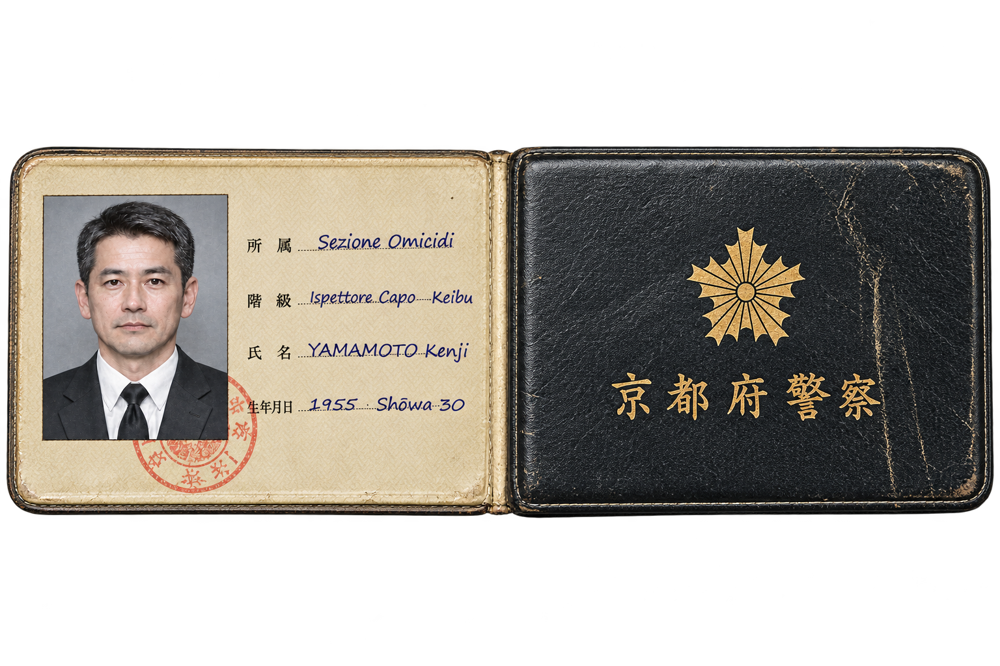 所属 Sezione Omicidi
階級 Ispettore Capo Keibu
氏名 YAMAMOTO Kenji
生年月日 1955 Shōwa 30
京都府警察